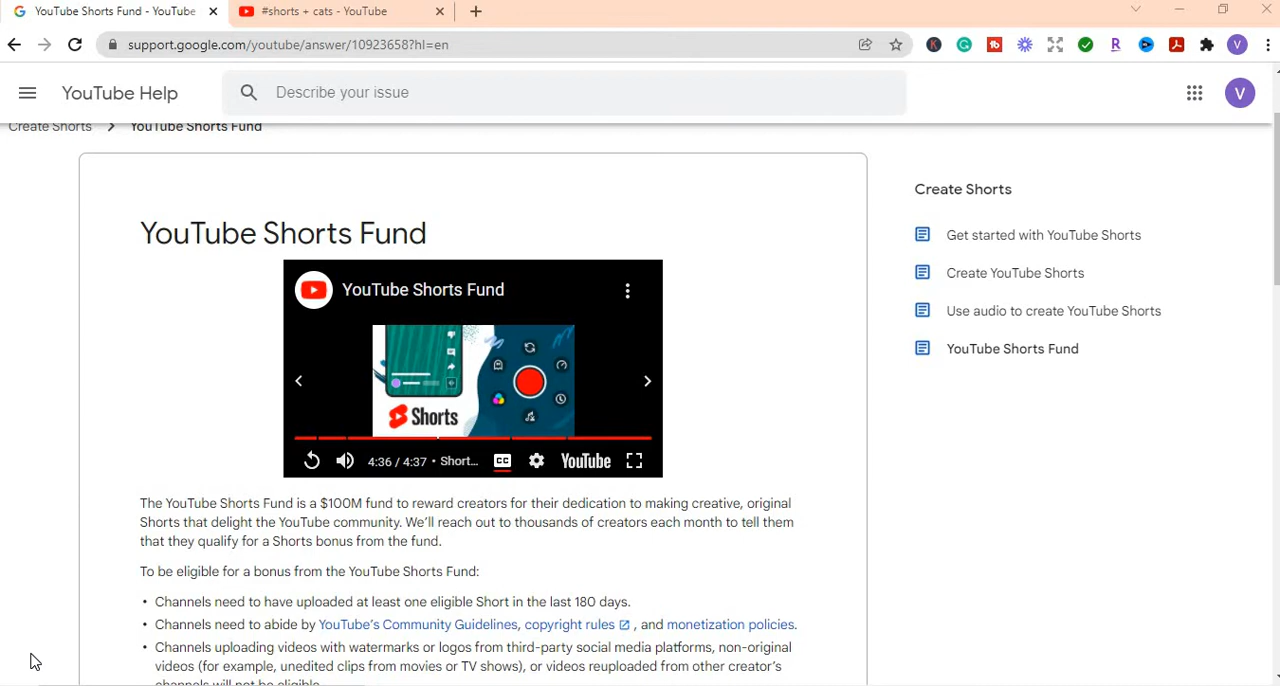 YouTube Shorts Fund - YouTube
#shorts + cats - YouTube
support.google.com/youtube/answer/10923658?hl=en
YouTube Help
Describe your issue
V
Create Shorts > YouTube Shorts Fund
YouTube Shorts Fund
YouTube Shorts Fund
Shorts
4:36 / 4:37 • Short...
CC
YouTube
The YouTube Shorts Fund is a $100M fund to reward creators for their dedication to making creative, original
Shorts that delight the YouTube community. We'll reach out to thousands of creators each month to tell them
that they qualify for a Shorts bonus from the fund.
To be eligible for a bonus from the YouTube Shorts Fund:
• Channels need to have uploaded at least one eligible Short in the last 180 days.
• Channels need to abide by YouTube's Community Guidelines, copyright rules , and monetization policies.
• Channels uploading videos with watermarks or logos from third-party social media platforms, non-original
videos (for example, unedited clips from movies or TV shows), or videos reuploaded from other creator's
channels will not be eligible.
Create Shorts
Get started with YouTube Shorts
Create YouTube Shorts
Use audio to create YouTube Shorts
YouTube Shorts Fund